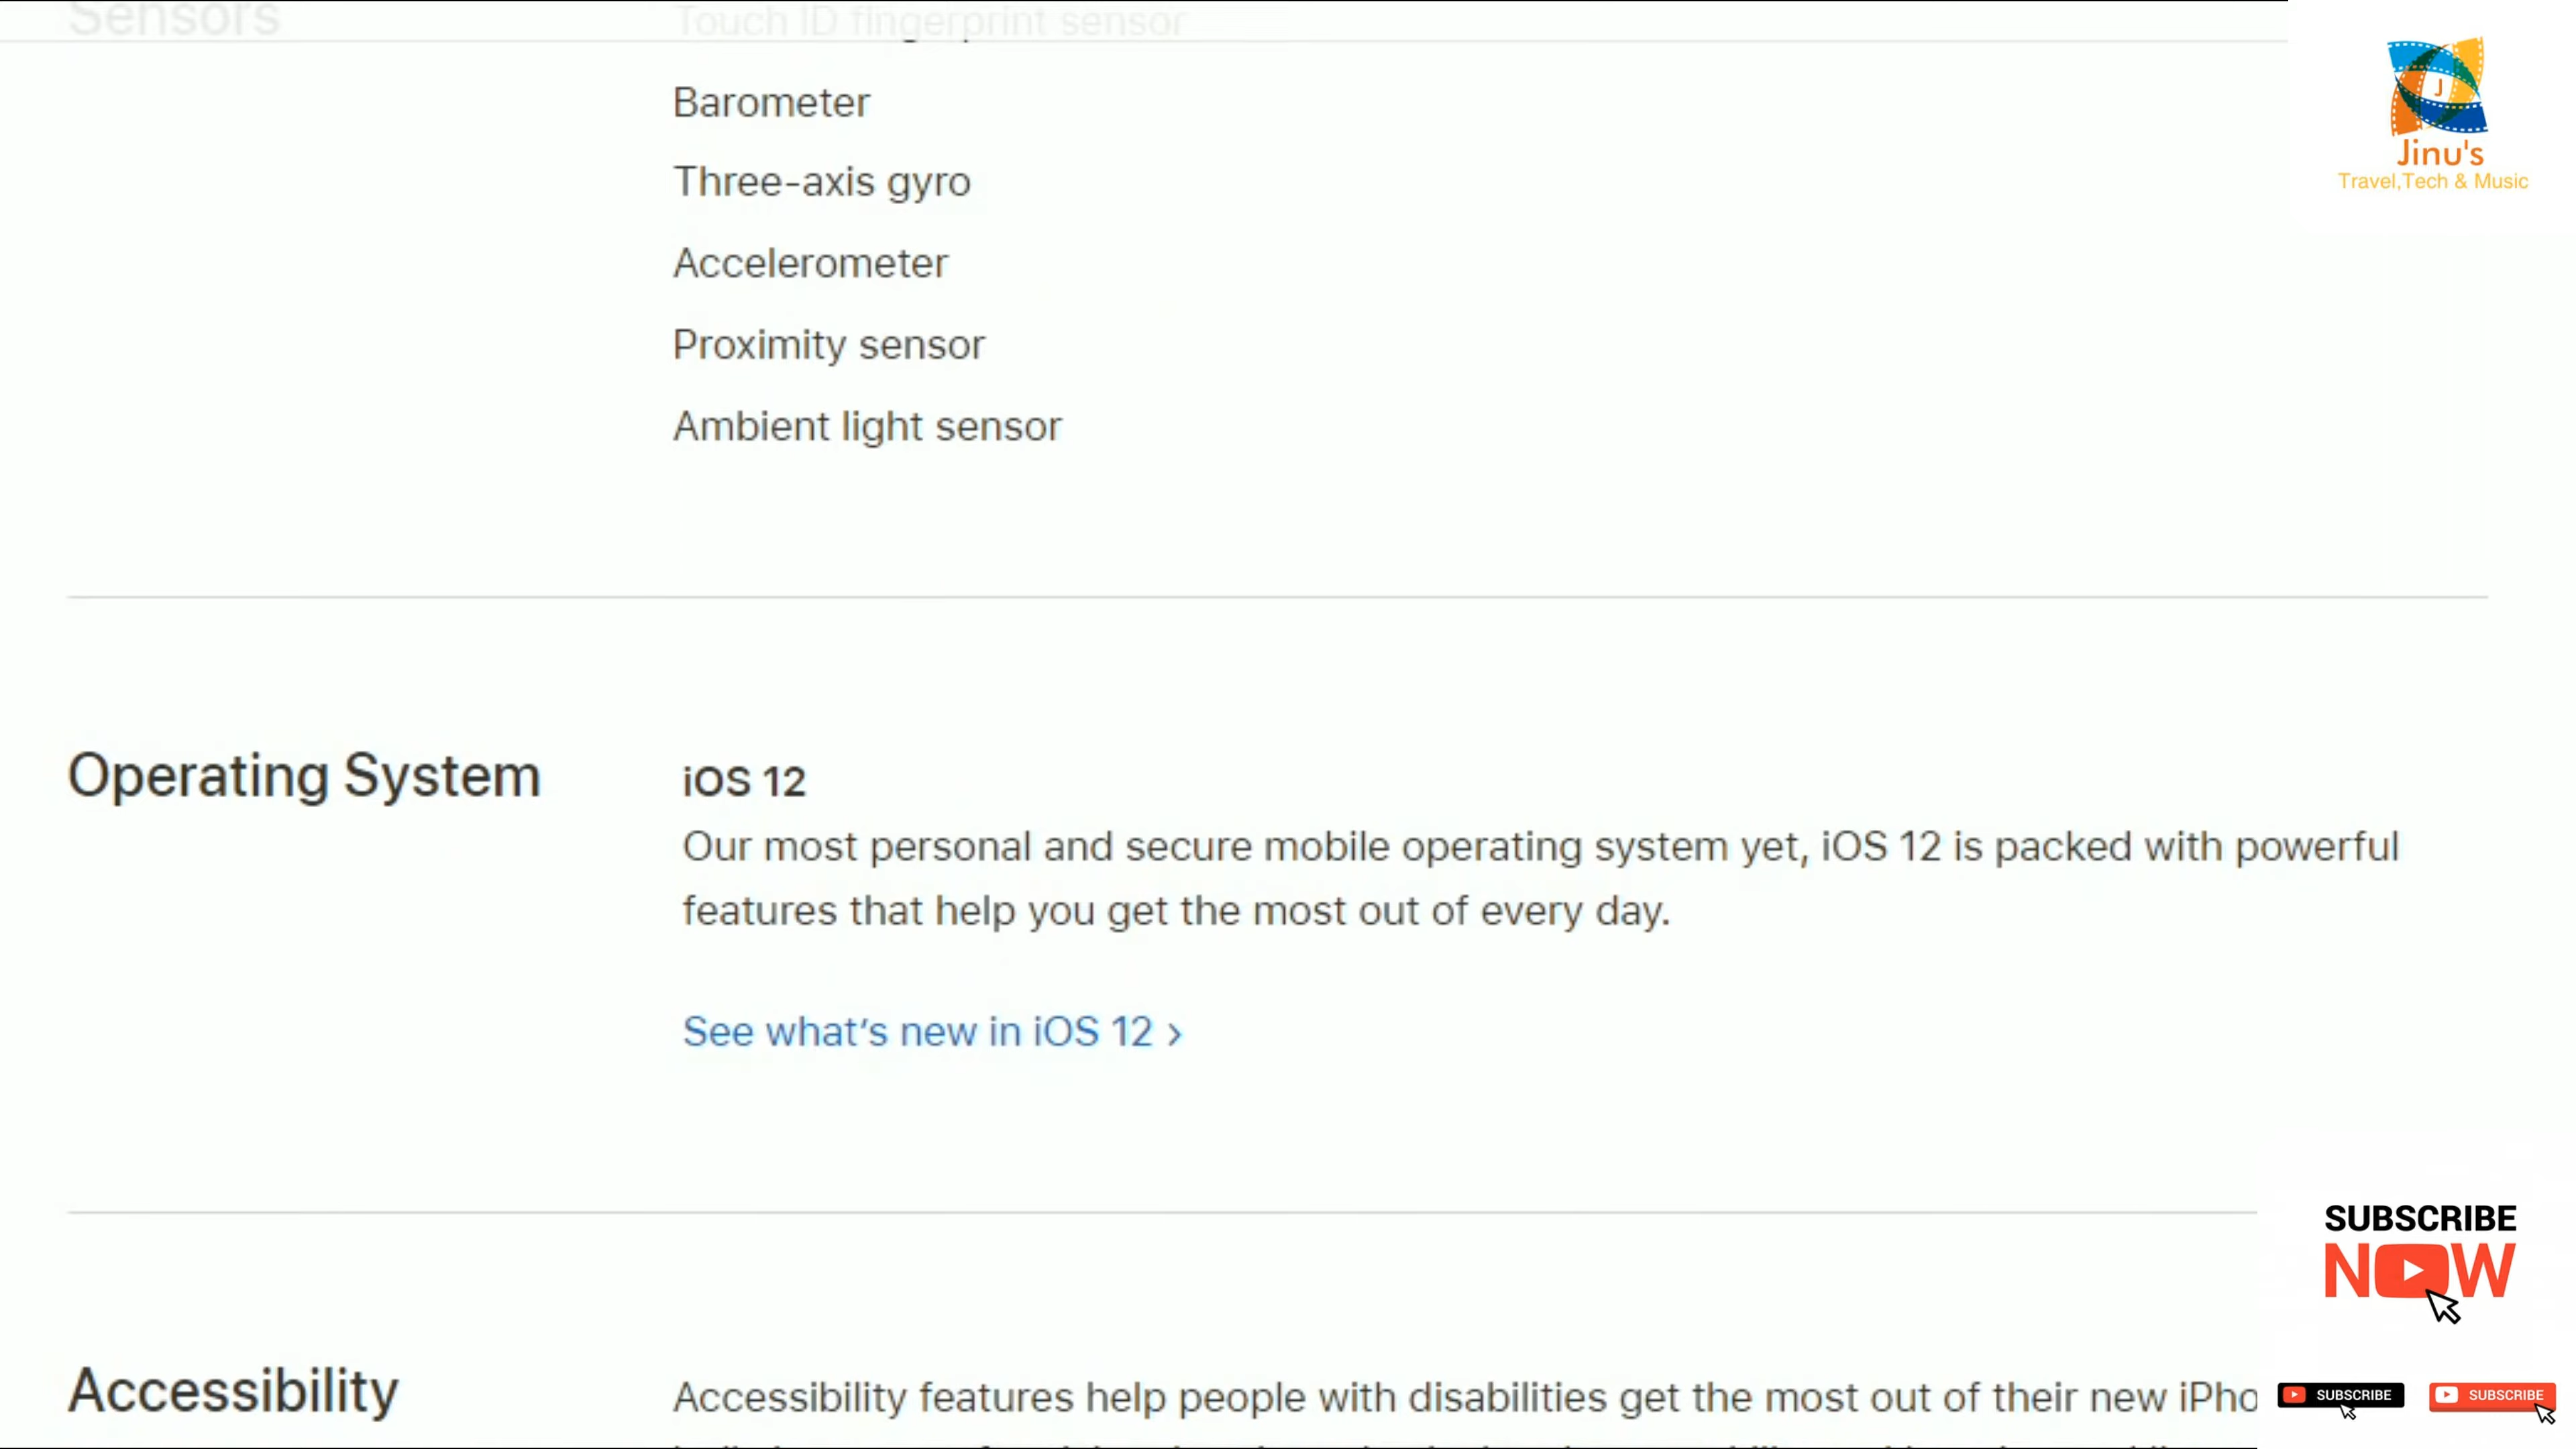 Sensors
Touch ID fingerprint sensor
Barometer
Three-axis gyro
Accelerometer
Proximity sensor
Ambient light sensor
J
Jinu's
Travel,Tech & Music
Operating System
iOS 12
Our most personal and secure mobile operating system yet, iOS 12 is packed with powerful
features that help you get the most out of every day.
See what's new in iOS 12 >
Accessibility
Accessibility features help people with disabilities get the most out of their new iPho
SUBSCRIBE
NOW
SUBSCRIBE
SUBSCRIBE